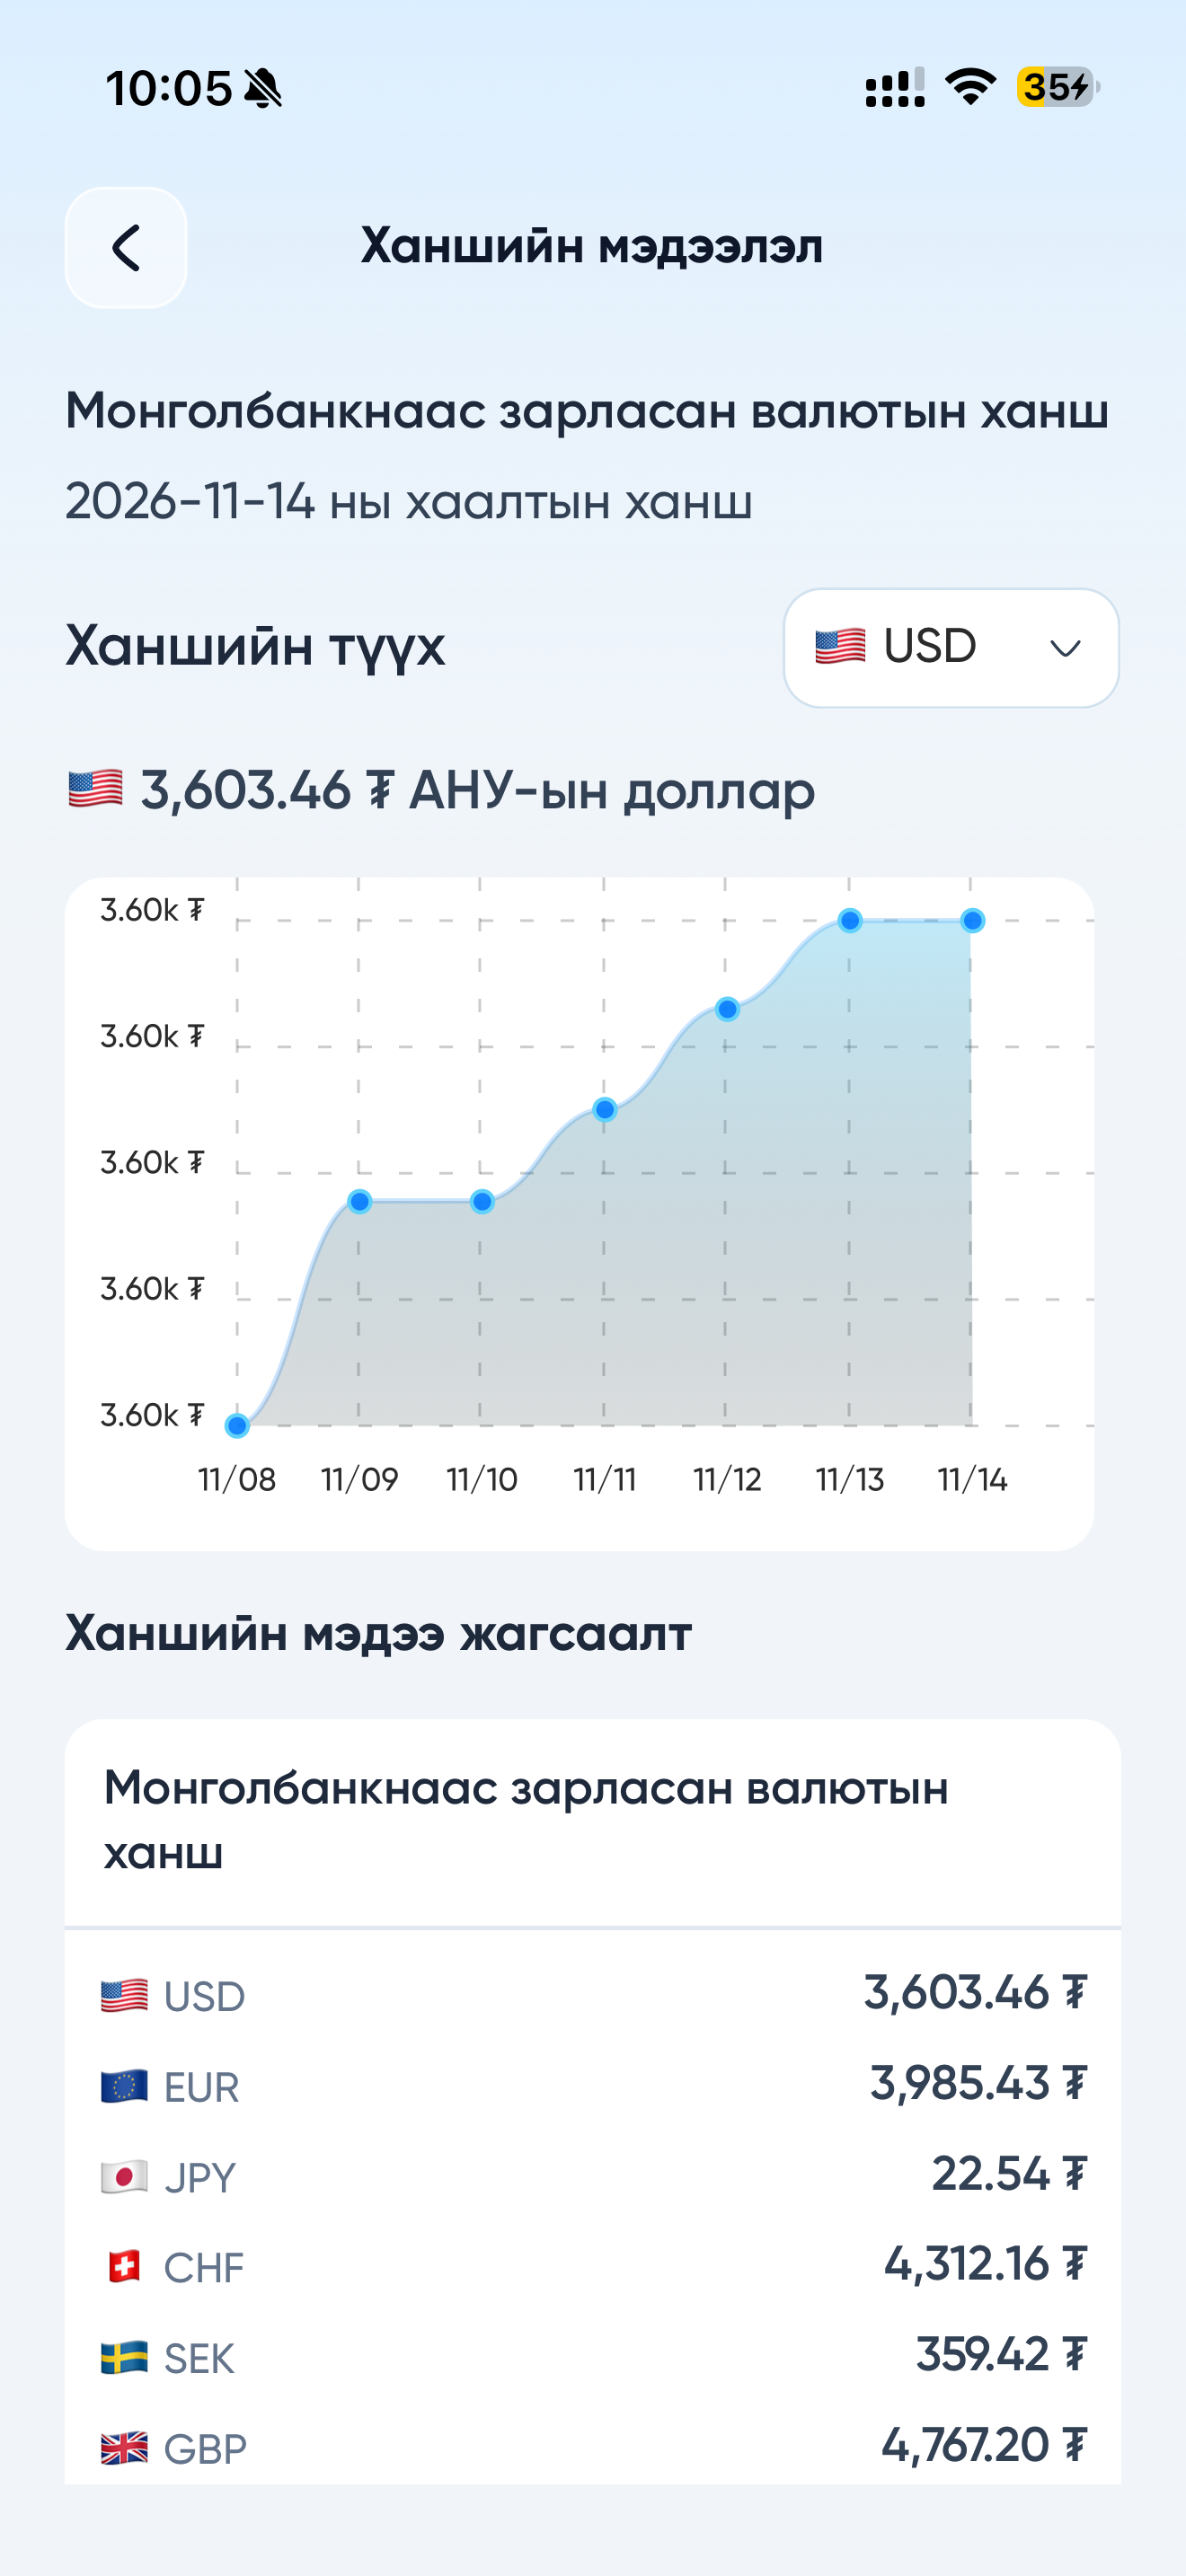 10:05
35
Ханшийн мэдээлэл
Монголбанкнаас зарласан валютын ханш
2026-11-14 ны хаалтын ханш
Ханшийн түүх
USD
3,603.46 ₮ АНУ-ын доллар
3.60k ₮
3.60k ₮
3.60k ₮
3.60k ₮
3.60k ₮
11/08 11/09 11/10 11/11 11/12 11/13 11/14
Ханшийн мэдээ жагсаалт
Монголбанкнаас зарласан валютын
ханш
USD 3,603.46 ₮
EUR 3,985.43 ₮
JPY 22.54 ₮
CHF 4,312.16 ₮
SEK 359.42 ₮
GBP 4,767.20 ₮